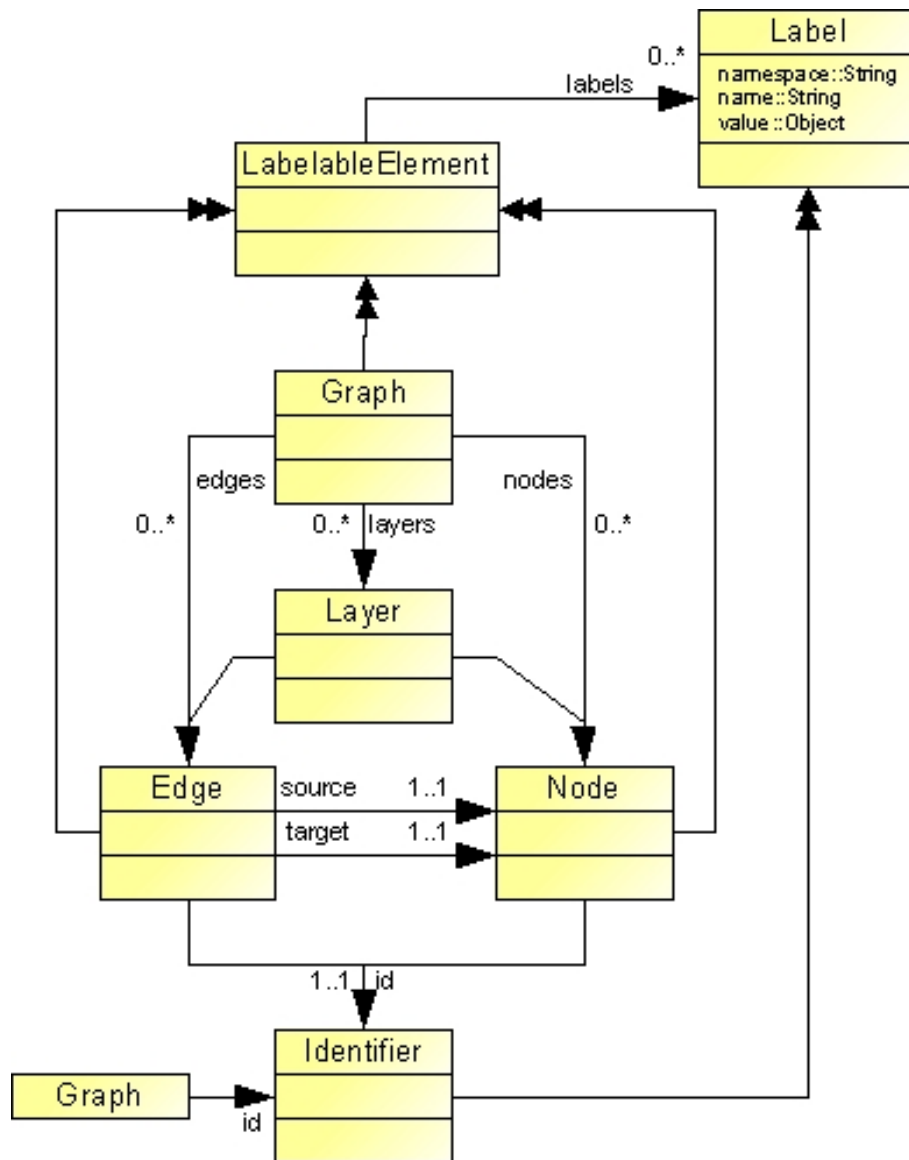 Label
0..*
namespace::String
labels
name::String
value::Object
LabelableElement
Graph
edges
nodes
0..*
0..* layers
0..*
Layer
Edge
source 1..1
Node
target 1..1
1..1 id
Identifier
Graph
id